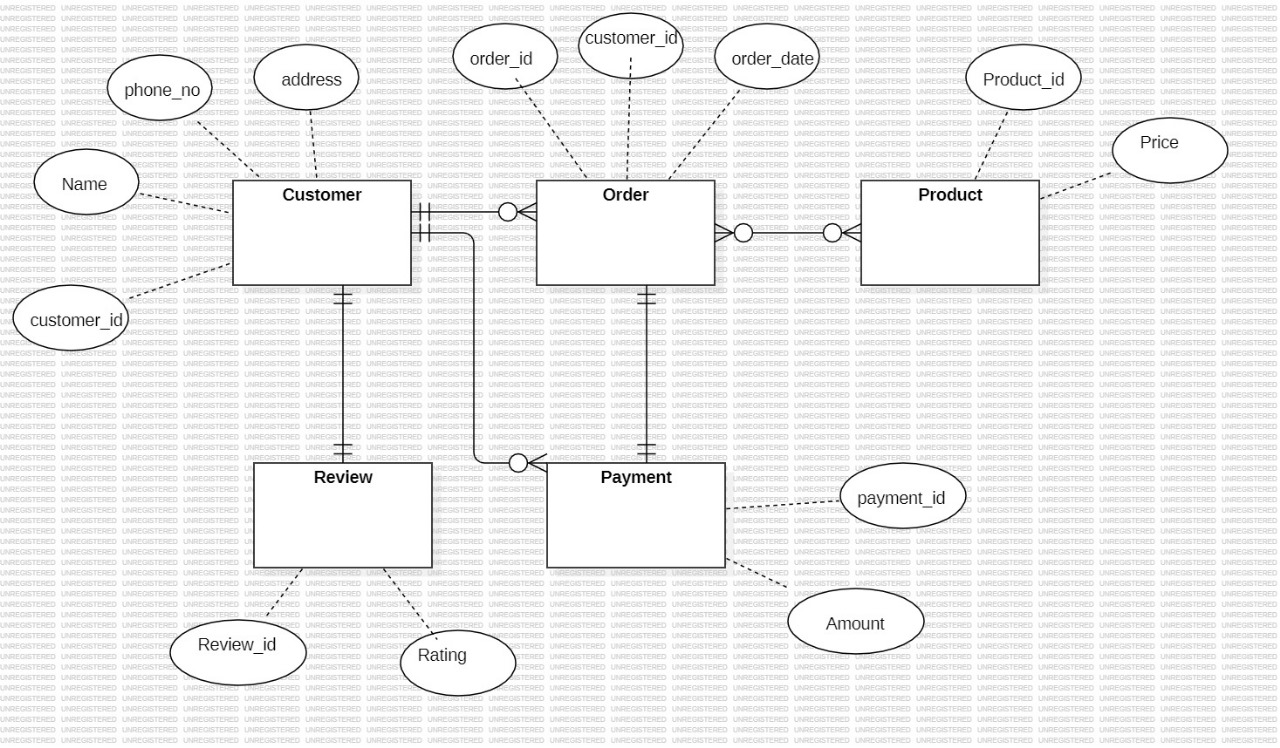 customer_id
order_id
order_date
phone_no
address
Product_id
Price
Name
Customer
Order
Product
customer_id
Review
Payment
payment_id
Amount
Review_id
Rating
UNREGISTERED